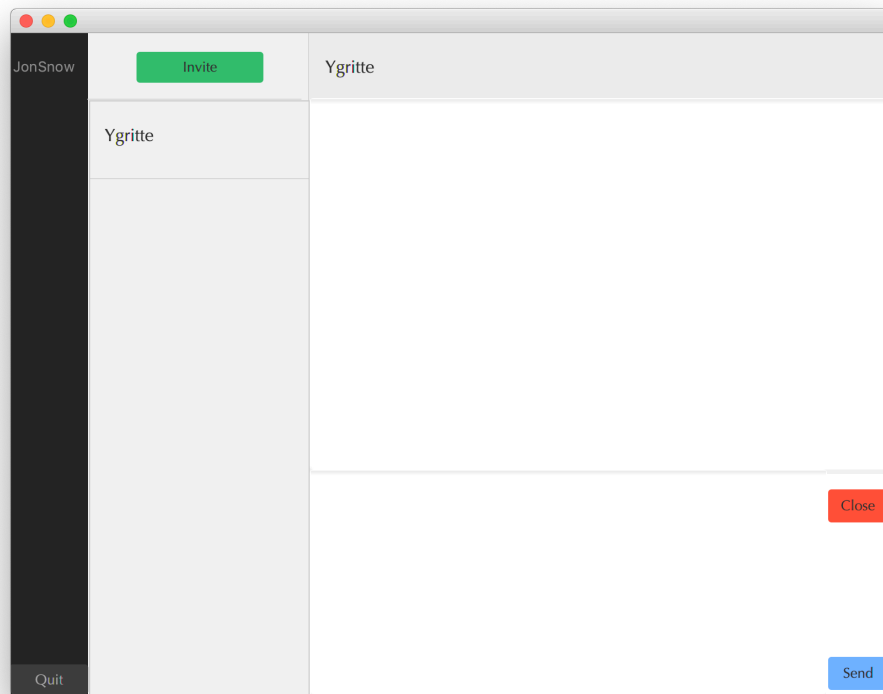 JonSnow
Invite
Ygritte
Ygritte
Close
Send
Quit